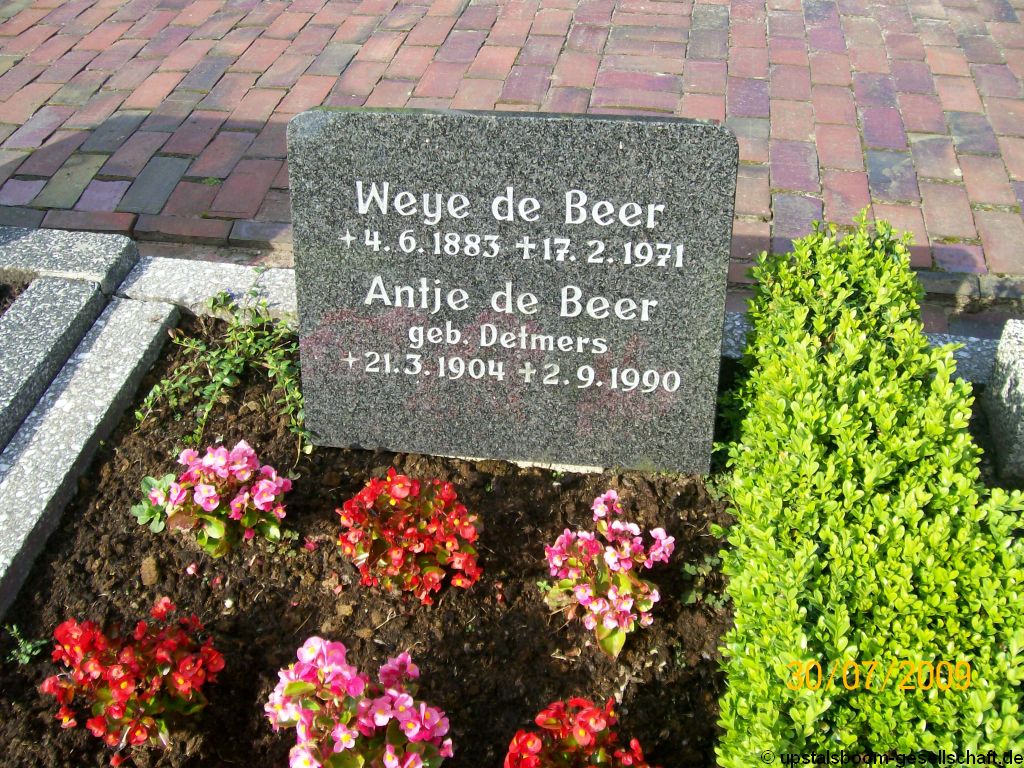 Weye de Beer
+4.6.1883 +17.2.1971
Antje de Beer
geb. Detmers
+21.3.1904 +2.9.1990
30/07/2009
© upstalsboom-gesellschaft.de